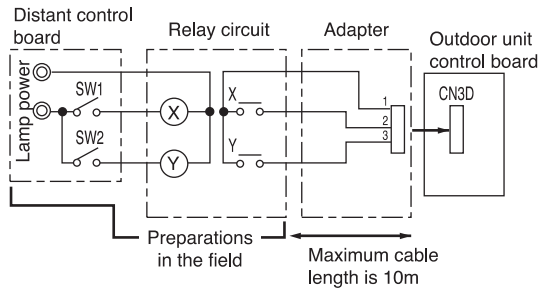 Distant control
board
Relay circuit
Adapter
Outdoor unit
control board
Lamp power
SW1
SW2
X
Y
X
Y
1
2
3
CN3D
Preparations
in the field
Maximum cable
length is 10m